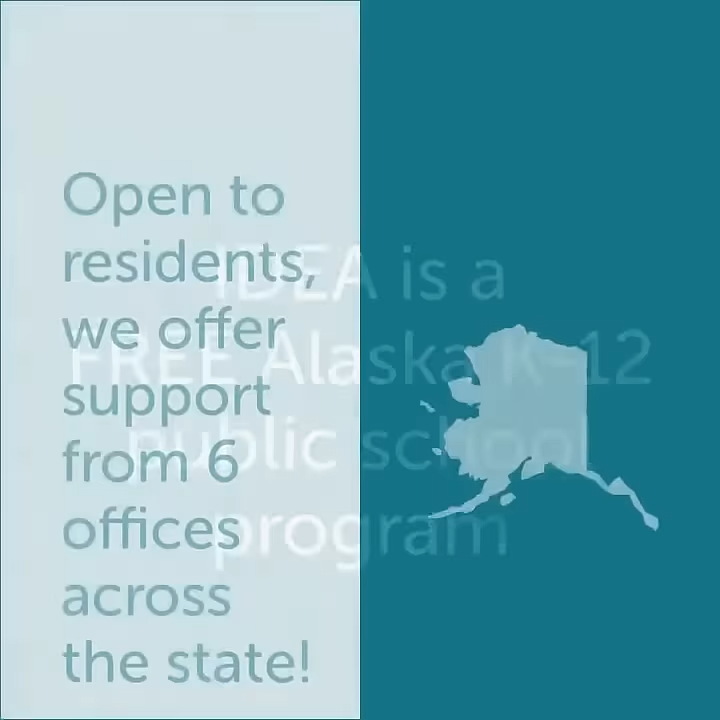 Open to
residents,
we offer
support
from 6
offices
across
the state!
IDEA is a
FREE Alaska K-12
public school
program